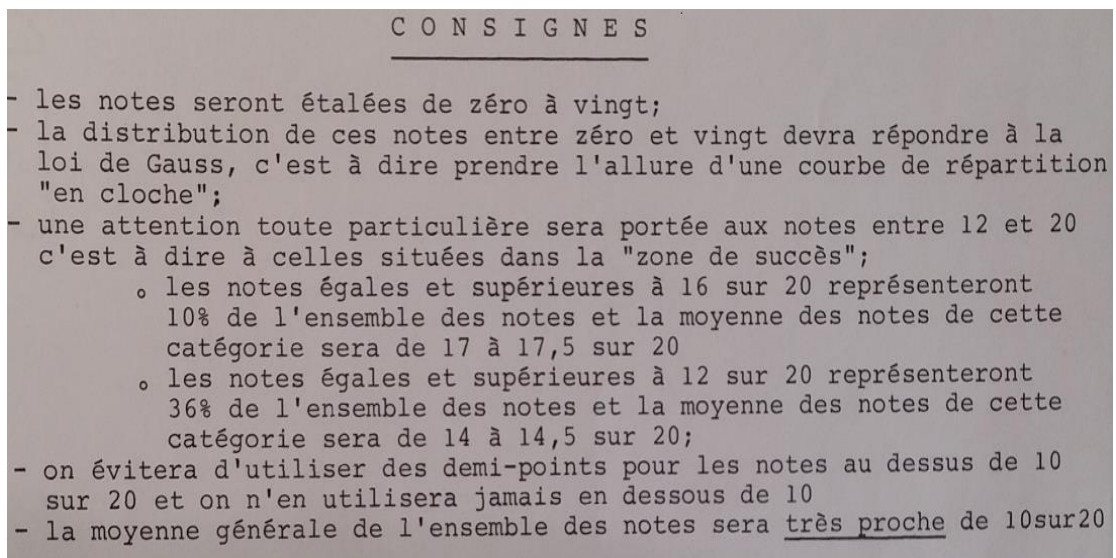 C O N S I G N E S
- les notes seront étalées de zéro à vingt;
- la distribution de ces notes entre zéro et vingt devra répondre à la
loi de Gauss, c'est à dire prendre l'allure d'une courbe de répartition
"en cloche";
- une attention toute particulière sera portée aux notes entre 12 et 20
c'est à dire à celles situées dans la "zone de succès";
o les notes égales et supérieures à 16 sur 20 représenteront
10% de l'ensemble des notes et la moyenne des notes de cette
catégorie sera de 17 à 17,5 sur 20
o les notes égales et supérieures à 12 sur 20 représenteront
36% de l'ensemble des notes et la moyenne des notes de cette
catégorie sera de 14 à 14,5 sur 20;
- on évitera d'utiliser des demi-points pour les notes au dessus de 10
sur 20 et on n'en utilisera jamais en dessous de 10
- la moyenne générale de l'ensemble des notes sera très proche de 10sur20